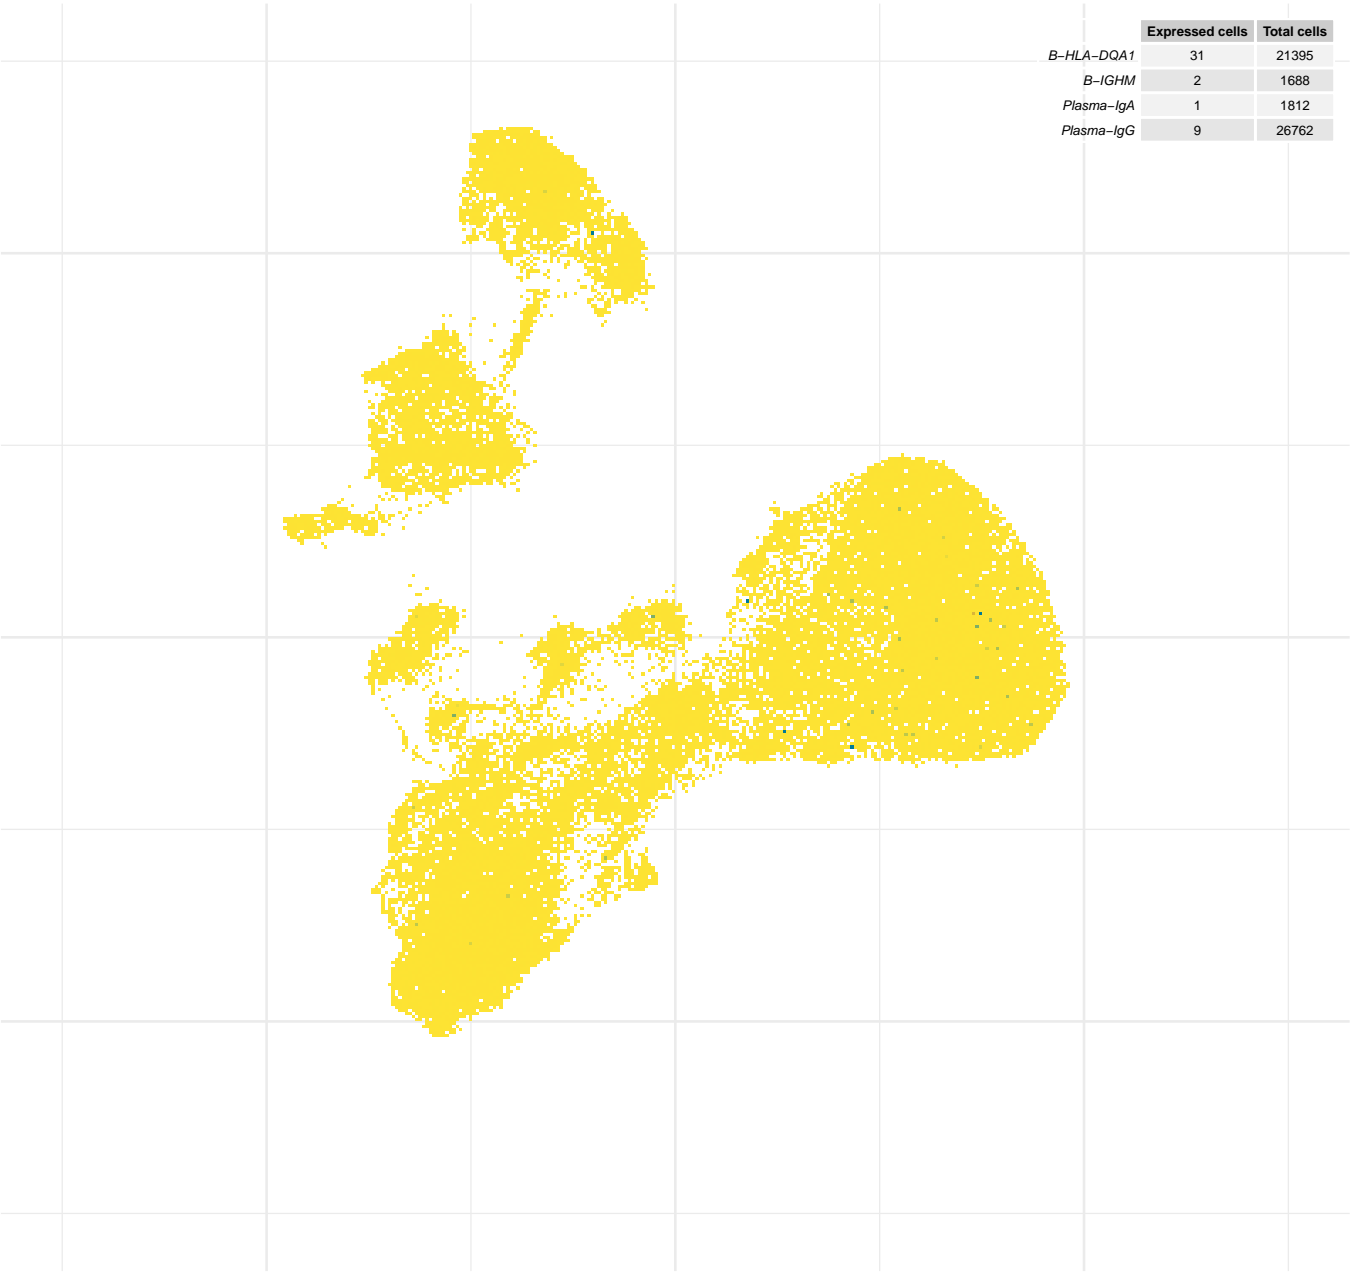 Expressed cells Total cells
B−HLA−DQA1 31 21395
B−IGHM 2 1688
Plasma−IgA 1 1812
Plasma−IgG 9 26762